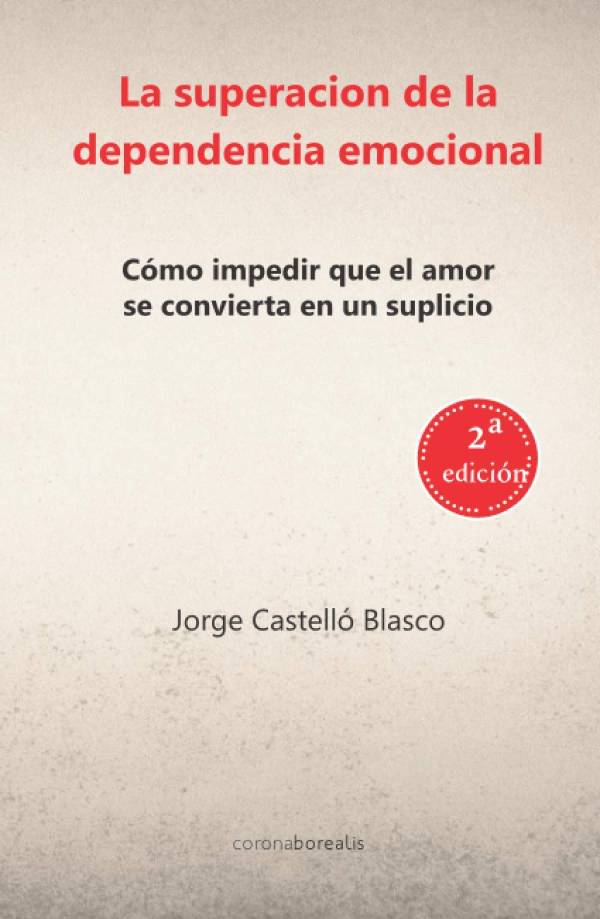 La superacion de la
dependencia emocional
Cómo impedir que el amor
se convierta en un suplicio
2ª
edición
Jorge Castelló Blasco
coronaborealis